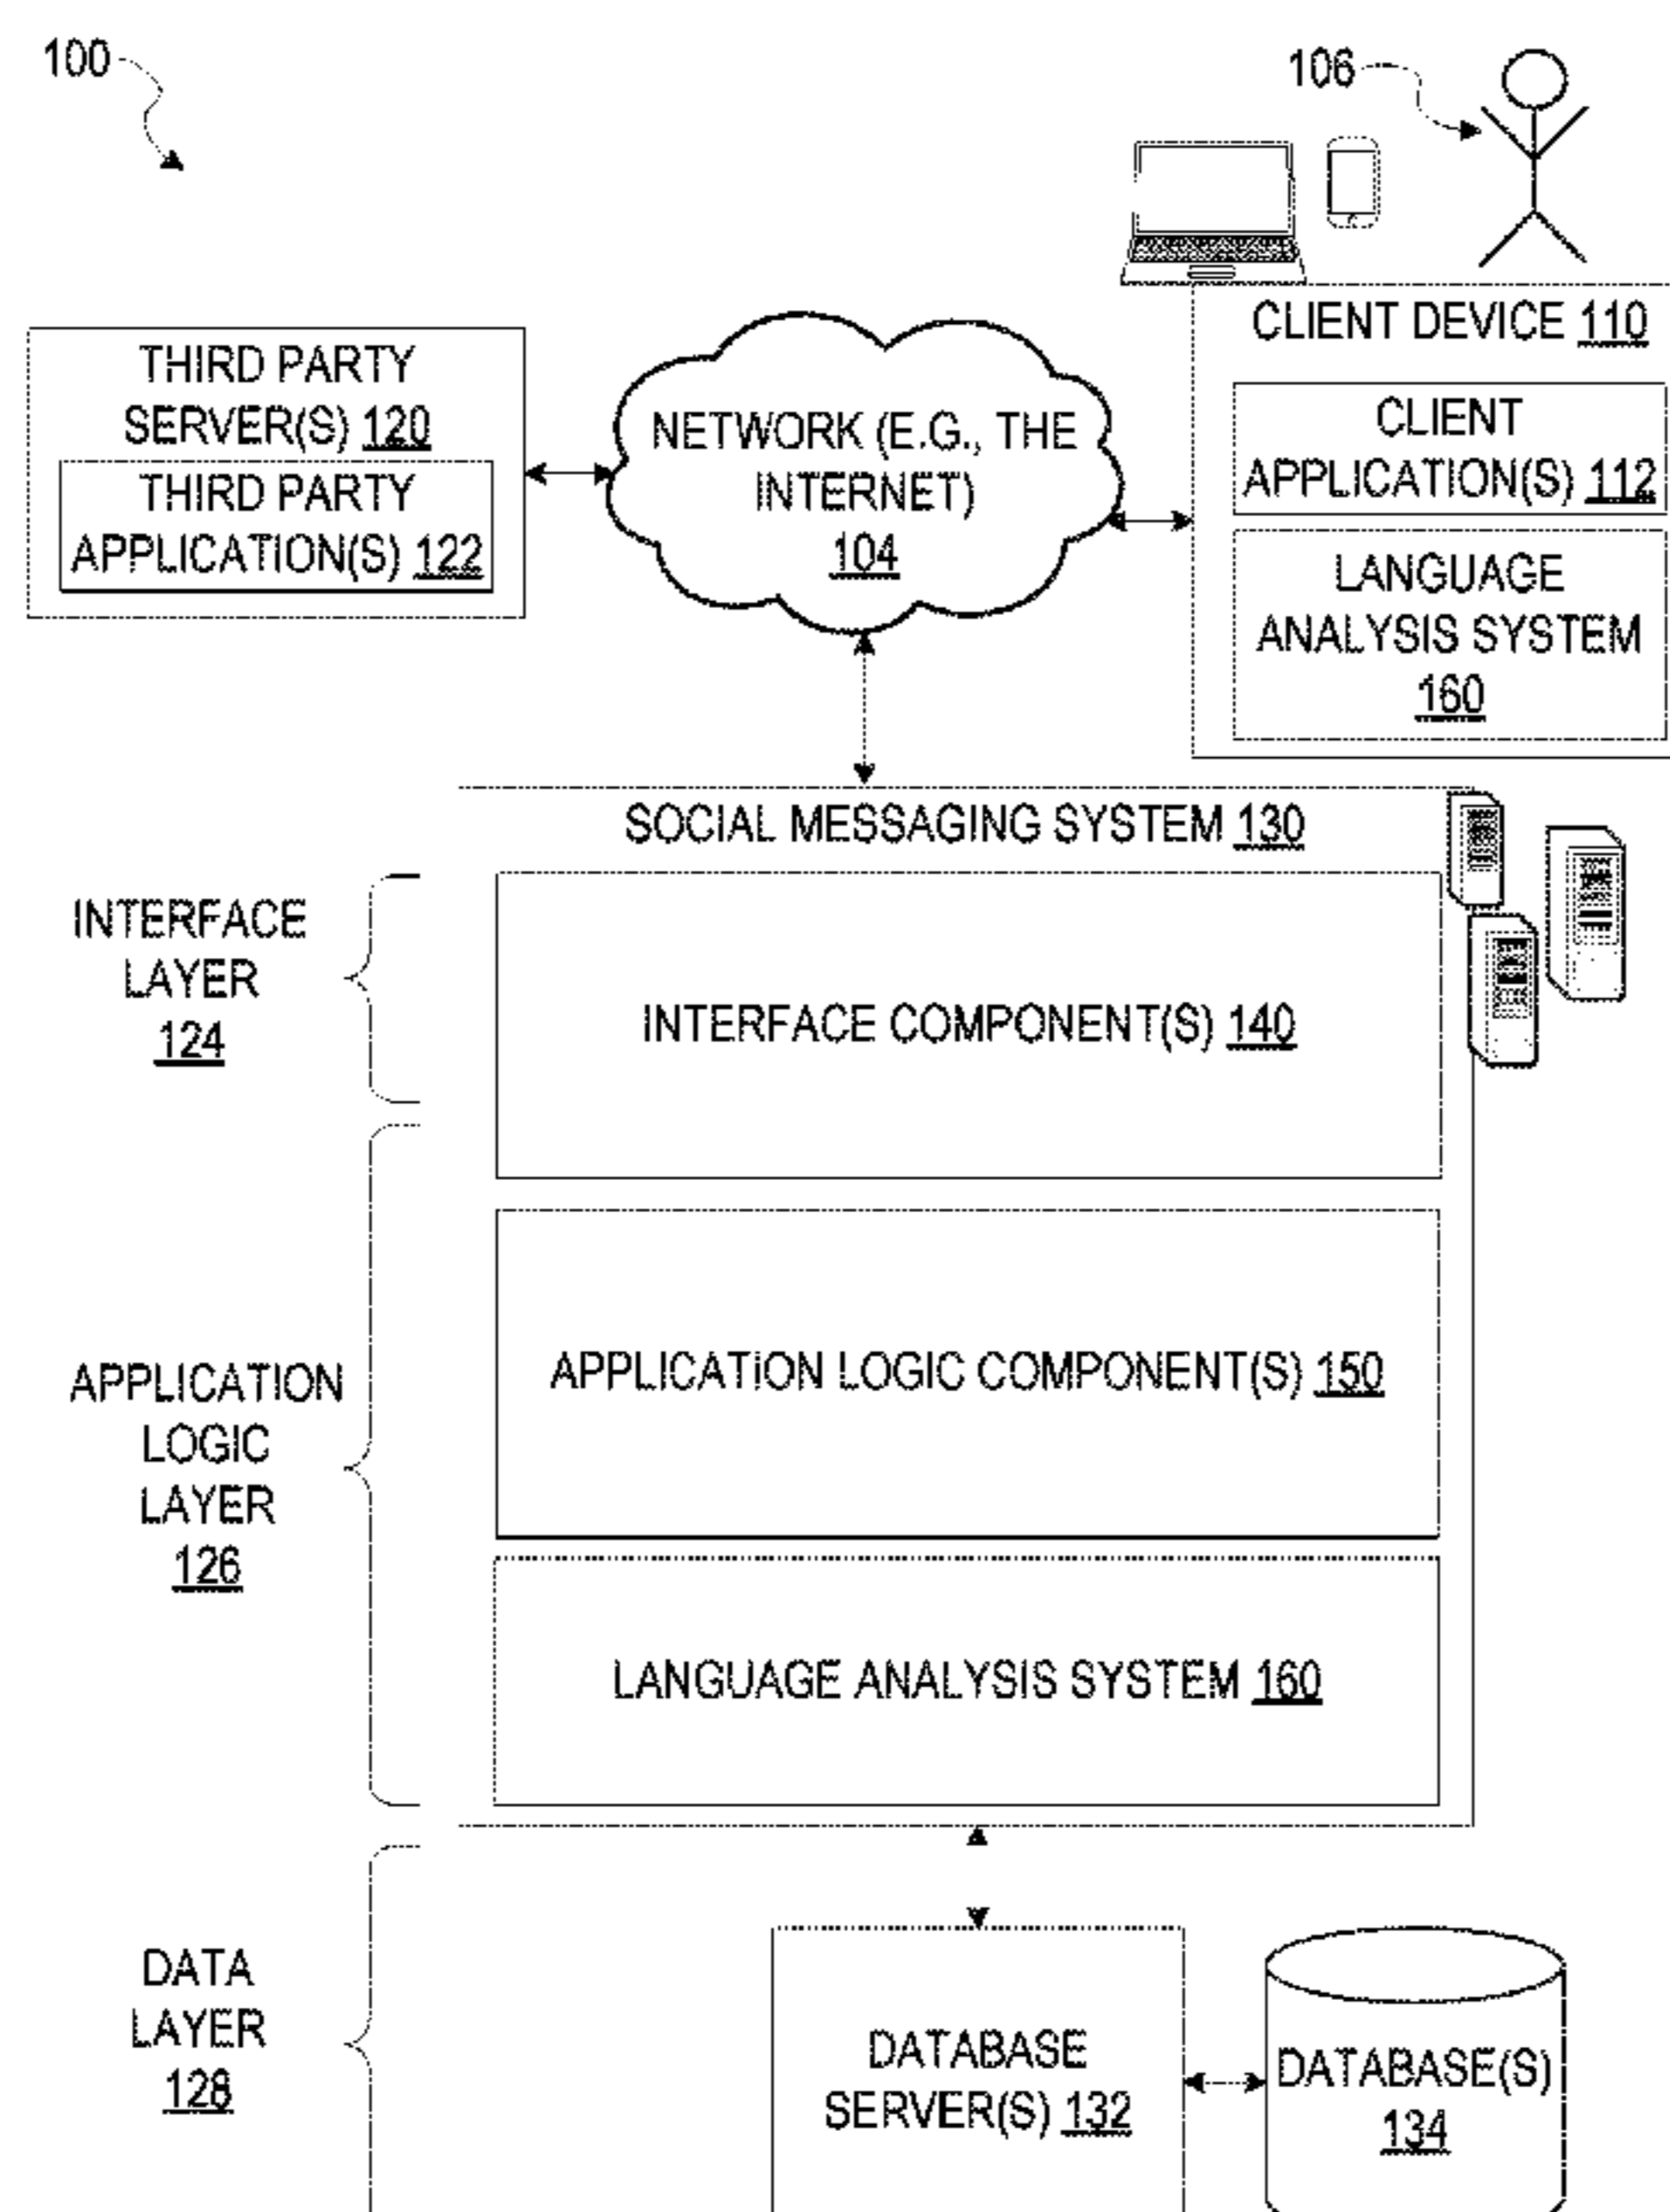 100
106
CLIENT DEVICE 110
THIRD PARTY
SERVER(S) 120
THIRD PARTY
APPLICATION(S) 122
NETWORK (E.G., THE
INTERNET)
104
CLIENT
APPLICATION(S) 112
LANGUAGE
ANALYSIS SYSTEM
160
SOCIAL MESSAGING SYSTEM 130
INTERFACE
LAYER
124
INTERFACE COMPONENT(S) 140
APPLICATION
LOGIC
LAYER
126
APPLICATION LOGIC COMPONENT(S) 150
LANGUAGE ANALYSIS SYSTEM 160
DATA
LAYER
128
DATABASE
SERVER(S) 132
DATABASE(S)
134